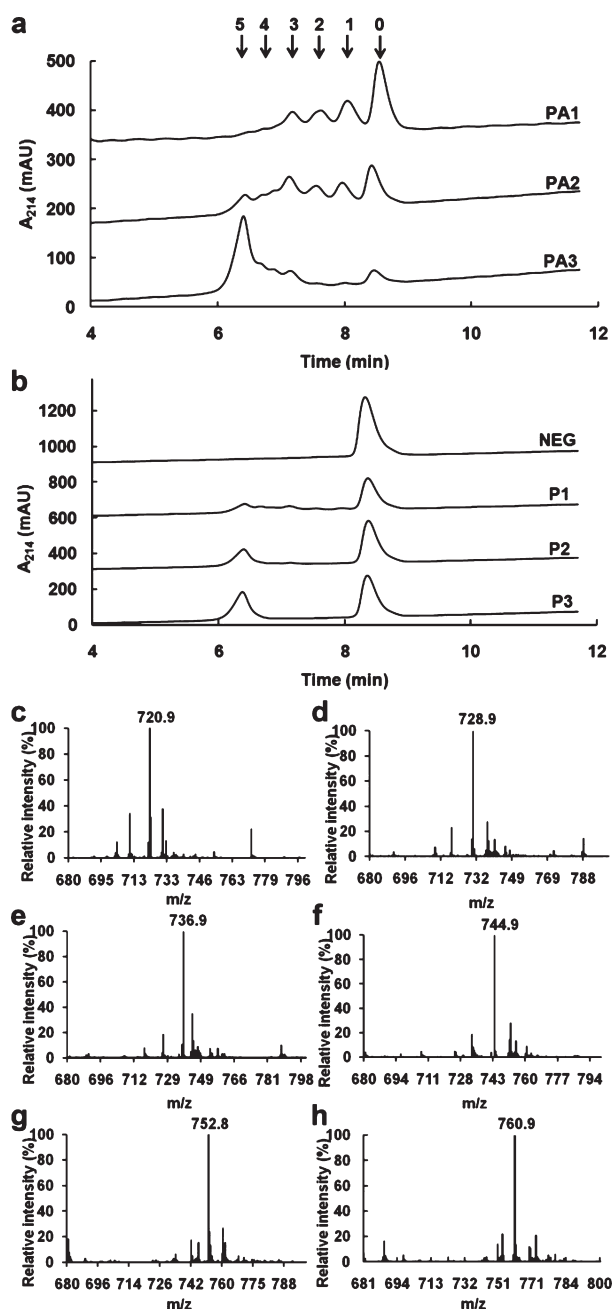 a
5 4 3 2 1 0
500
400
300
200
100
0
A214 (mAU)
PA1
PA2
PA3
4 6 8 10 12
Time (min)
b
1200
1000
800
600
400
200
0
A214 (mAU)
NEG
P1
P2
P3
4 6 8 10 12
Time (min)
c
720.9
Relative intensity (%)
100
80
60
40
20
0
680 695 713 733 746 763 779 796
m/z
d
728.9
Relative intensity (%)
100
80
60
40
20
0
680 696 712 732 749 769 788
m/z
e
736.9
Relative intensity (%)
100
80
60
40
20
0
680 696 713 729 749 766 781 798
m/z
f
744.9
Relative intensity (%)
100
80
60
40
20
0
680 694 711 728 743 760 777 794
m/z
g
752.8
Relative intensity (%)
100
80
60
40
20
0
680 696 714 726 742 760 778 788
m/z
h
760.9
Relative intensity (%)
100
80
60
40
20
0
681 697 713 732 751 771 784 800
m/z